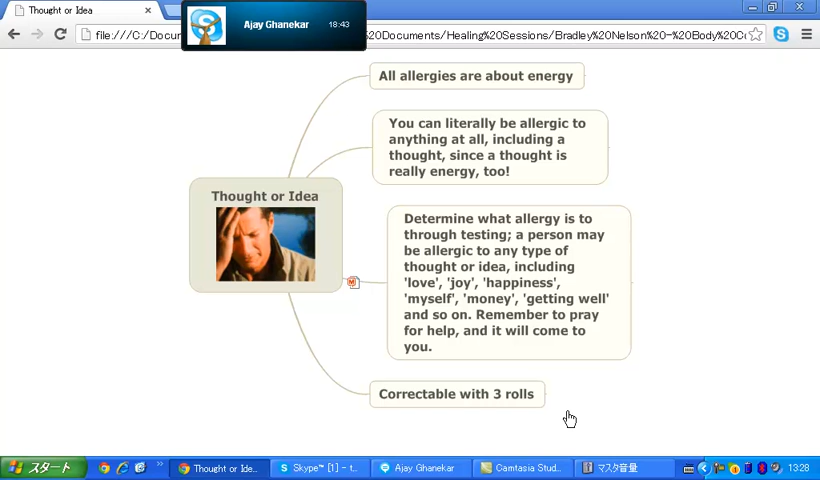 Thought or Idea
Ajay Ghanekar
18:43
file:///C:/Docum
%20Documents/Healing%20Sessions/Bradley%20Nelson%20-%20Body%20Co
All allergies are about energy
You can literally be allergic to
anything at all, including a
thought, since a thought is
really energy, too!
Thought or Idea
Determine what allergy is to
through testing; a person may
be allergic to any type of
thought or idea, including
'love', 'joy', 'happiness',
'myself', 'money', 'getting well'
and so on. Remember to pray
for help, and it will come to
you.
Correctable with 3 rolls
スタート
Thought or Ide...
Skype™ [1] - t...
Ajay Ghanekar
Camtasia Stud...
マスタ音量
13:28